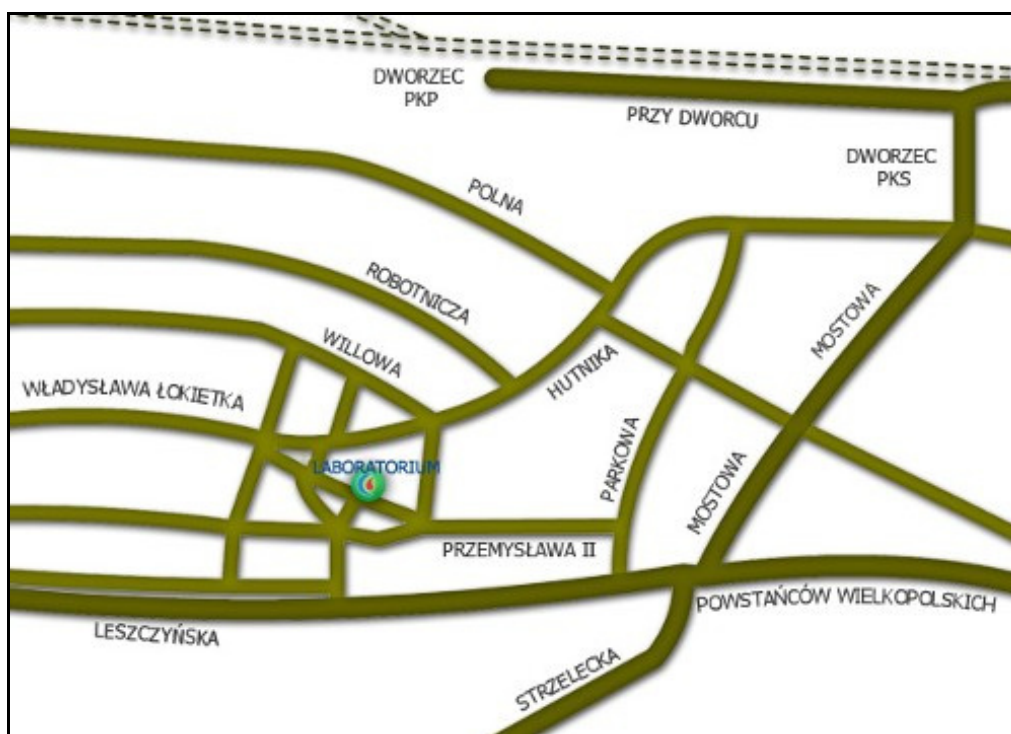 DWORZEC
PKP
PRZY DWORCU
DWORZEC
PKS
POLNA
ROBOTNICZA
MOSTOWA
WILLOWA
HUTNIKA
WŁADYSŁAWA ŁOKIETKA
LABORATORIUM
PARKOWA
MOSTOWA
PRZEMYSŁAWA II
POWSTAŃCÓW WIELKOPOLSKICH
LESZCZYŃSKA
STRZELECKA